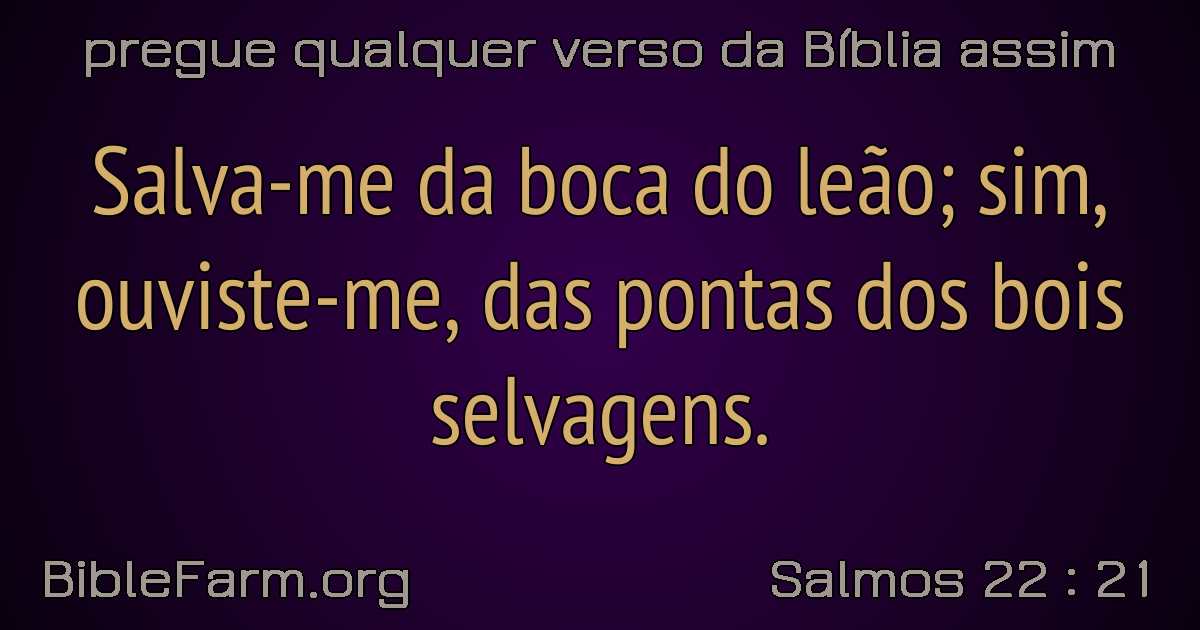 pregue qualquer verso da Bíblia assim
Salva-me da boca do leão; sim,
ouviste-me, das pontas dos bois
selvagens.
BibleFarm.org
Salmos 22 : 21